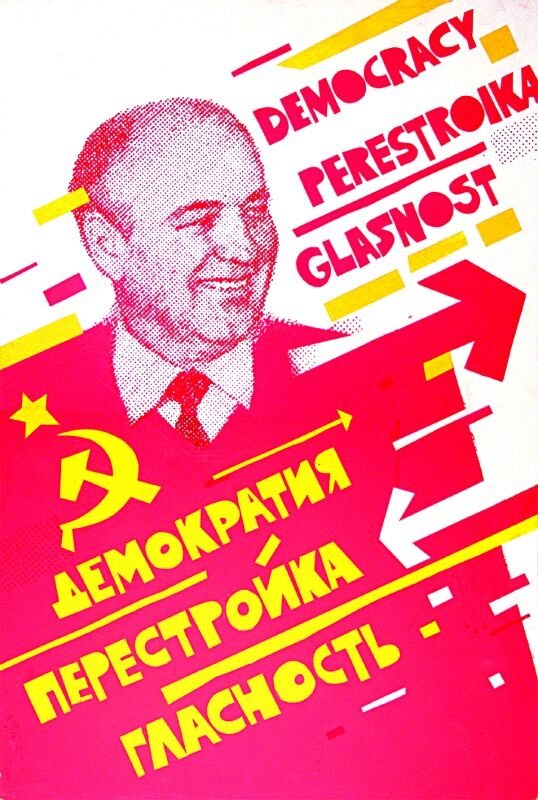 DEMOCRACY
PERESTROIKA
GLASNOST
ДЕМОКРАТИЯ
ПЕРЕСТРОЙКА
ГЛАСНОСТЬ